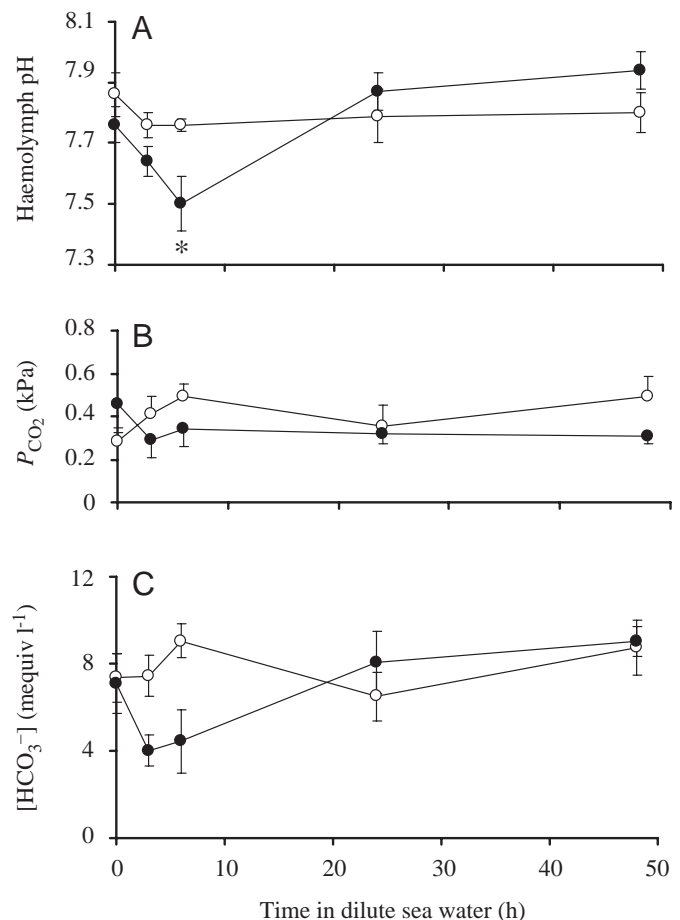 A
Haemolymph pH
8.1
7.9
7.7
7.5
7.3
*
B
P_CO₂ (kPa)
0.8
0.6
0.4
0.2
0
C
[HCO₃⁻] (mequiv l⁻¹)
12
8
4
0
0 10 20 30 40 50
Time in dilute sea water (h)